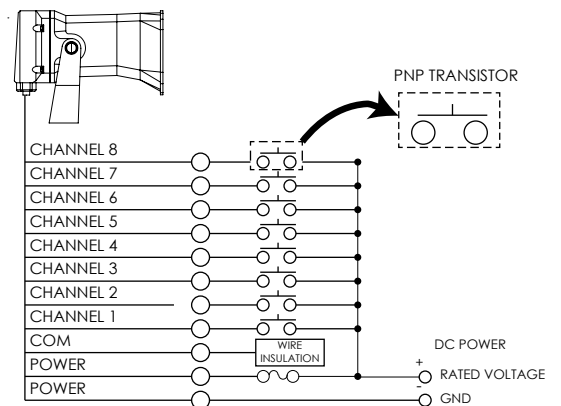 PNP TRANSISTOR
CHANNEL 8
CHANNEL 7
CHANNEL 6
CHANNEL 5
CHANNEL 4
CHANNEL 3
CHANNEL 2
CHANNEL 1
COM
WIRE
INSULATION
DC POWER
POWER
+
RATED VOLTAGE
POWER
-
GND